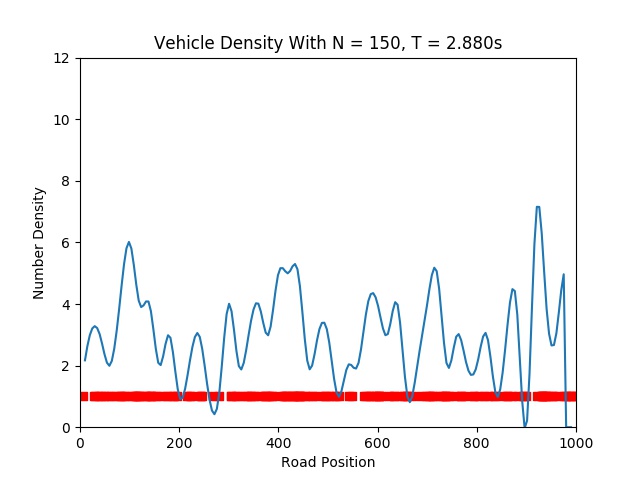 Vehicle Density With N = 150, T = 2.880s
12
10
8
6
4
2
0
Number Density
0 200 400 600 800 1000
Road Position